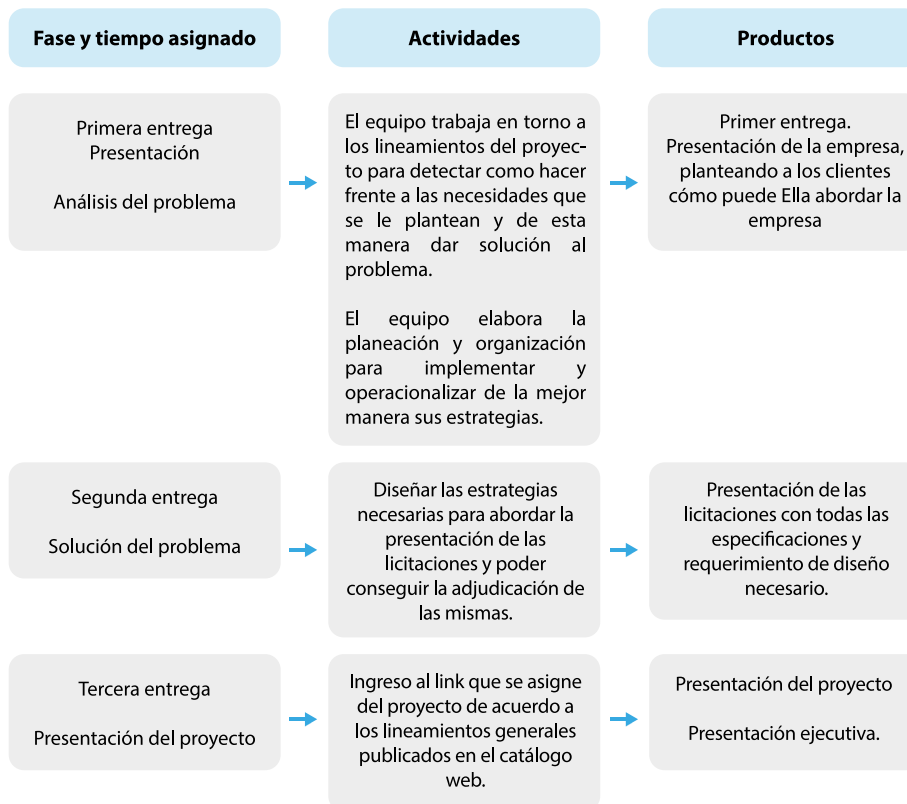 Fase y tiempo asignado
Actividades
Productos
Primera entrega
Presentación
Análisis del problema
El equipo trabaja en torno a
los lineamientos del proyec-
to para detectar como hacer
frente a las necesidades que
se le plantean y de esta
manera dar solución al
problema.
El equipo elabora la
planeación y organización
para implementar y
operacionalizar de la mejor
manera sus estrategias.
Primer entrega.
Presentación de la empresa,
planteando a los clientes
cómo puede Ella abordar la
empresa
Segunda entrega
Solución del problema
Diseñar las estrategias
necesarias para abordar la
presentación de las
licitaciones y poder
conseguir la adjudicación de
las mismas.
Presentación de las
licitaciones con todas las
especificaciones y
requerimiento de diseño
necesario.
Tercera entrega
Presentación del proyecto
Ingreso al link que se asigne
del proyecto de acuerdo a
los lineamientos generales
publicados en el catálogo
web.
Presentación del proyecto
Presentación ejecutiva.